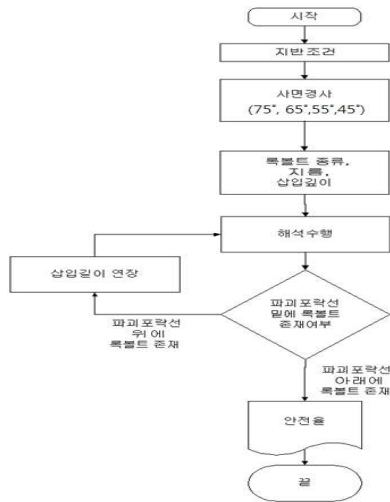 시작
지반조건
사면경사
(75°, 65°,55°,45°)
록볼트 종류,
지름,
삽입깊이
해석수행
삽입길이 연장
파괴포락선
밑에 록볼트
존재여부
파괴포락선
위에
록볼트 존재
파괴포락선
아래에
록볼트 존재
안전율
끝